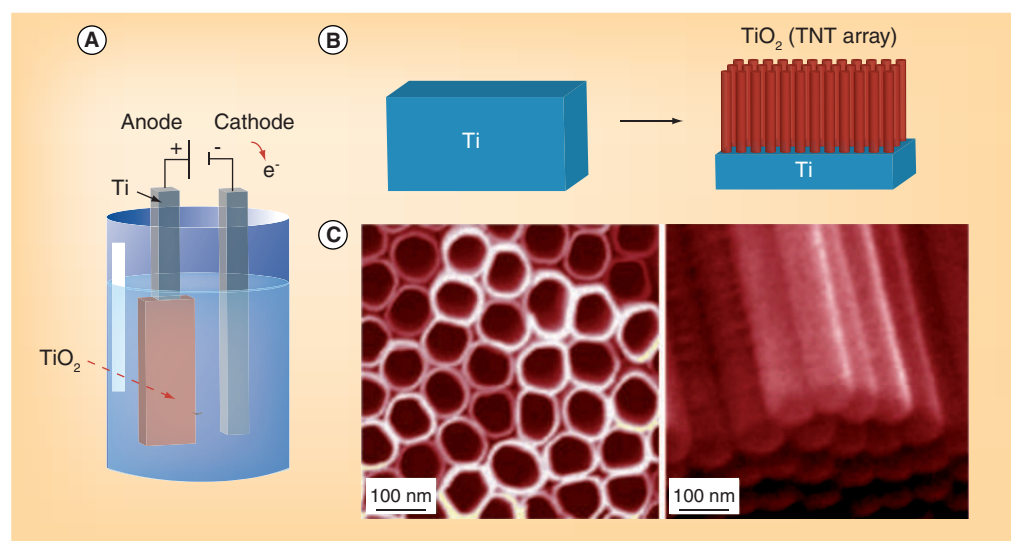 A
Anode
Cathode
+
-
e-
Ti
TiO2
B
TiO2 (TNT array)
Ti
Ti
C
100 nm
100 nm